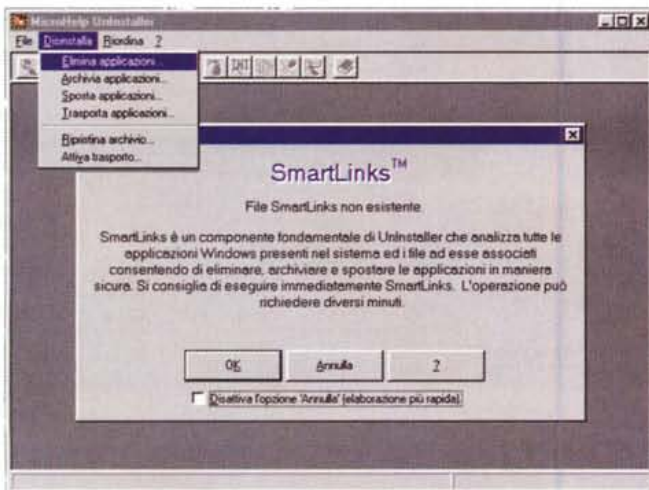 MicroHelp UnInstaller
File Disinstalla Riordina ?
Elimina applicazioni...
Archivia applicazioni...
Sposta applicazioni...
Trasporta applicazioni...
Ripristina archivio...
Attiva trasporto...
SmartLinks™
File SmartLinks non esistente
SmartLinks è un componente fondamentale di UnInstaller che analizza tutte le
applicazioni Windows presenti nel sistema ed i file ad esse associati
consentendo di eliminare, archiviare e spostare le applicazioni in maniera
sicura. Si consiglia di eseguire immediatamente SmartLinks. L'operazione può
richiedere diversi minuti.
OK Annulla ?
Disattiva l'opzione 'Annulla' (elaborazione più rapida).